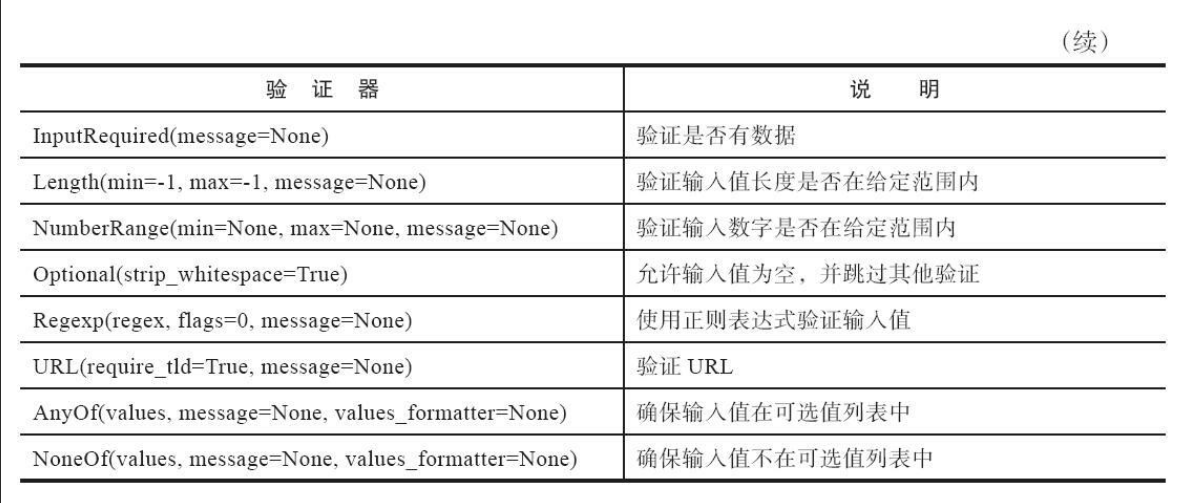 （续）
验 证 器 说 明
InputRequired(message=None) 验证是否有数据
Length(min=-1, max=-1, message=None) 验证输入值长度是否在给定范围内
NumberRange(min=None, max=None, message=None) 验证输入数字是否在给定范围内
Optional(strip_whitespace=True) 允许输入值为空，并跳过其他验证
Regexp(regex, flags=0, message=None) 使用正则表达式验证输入值
URL(require_tld=True, message=None) 验证 URL
AnyOf(values, message=None, values_formatter=None) 确保输入值在可选值列表中
NoneOf(values, message=None, values_formatter=None) 确保输入值不在可选值列表中